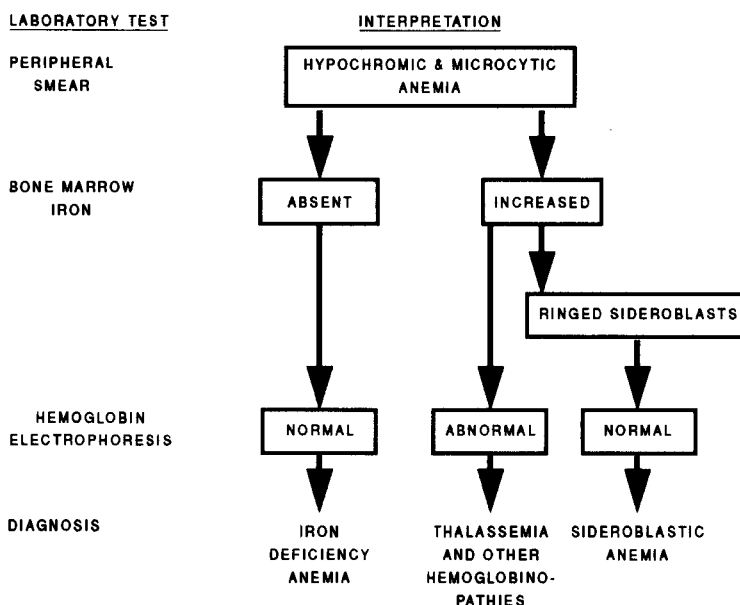 LABORATORY TEST
INTERPRETATION
PERIPHERAL
SMEAR
HYPOCHROMIC & MICROCYTIC
ANEMIA
BONE MARROW
IRON
ABSENT
INCREASED
RINGED SIDEROBLASTS
HEMOGLOBIN
ELECTROPHORESIS
NORMAL
ABNORMAL
NORMAL
DIAGNOSIS
IRON
DEFICIENCY
ANEMIA
THALASSEMIA
AND OTHER
HEMOGLOBINO-
PATHIES
SIDEROBLASTIC
ANEMIA